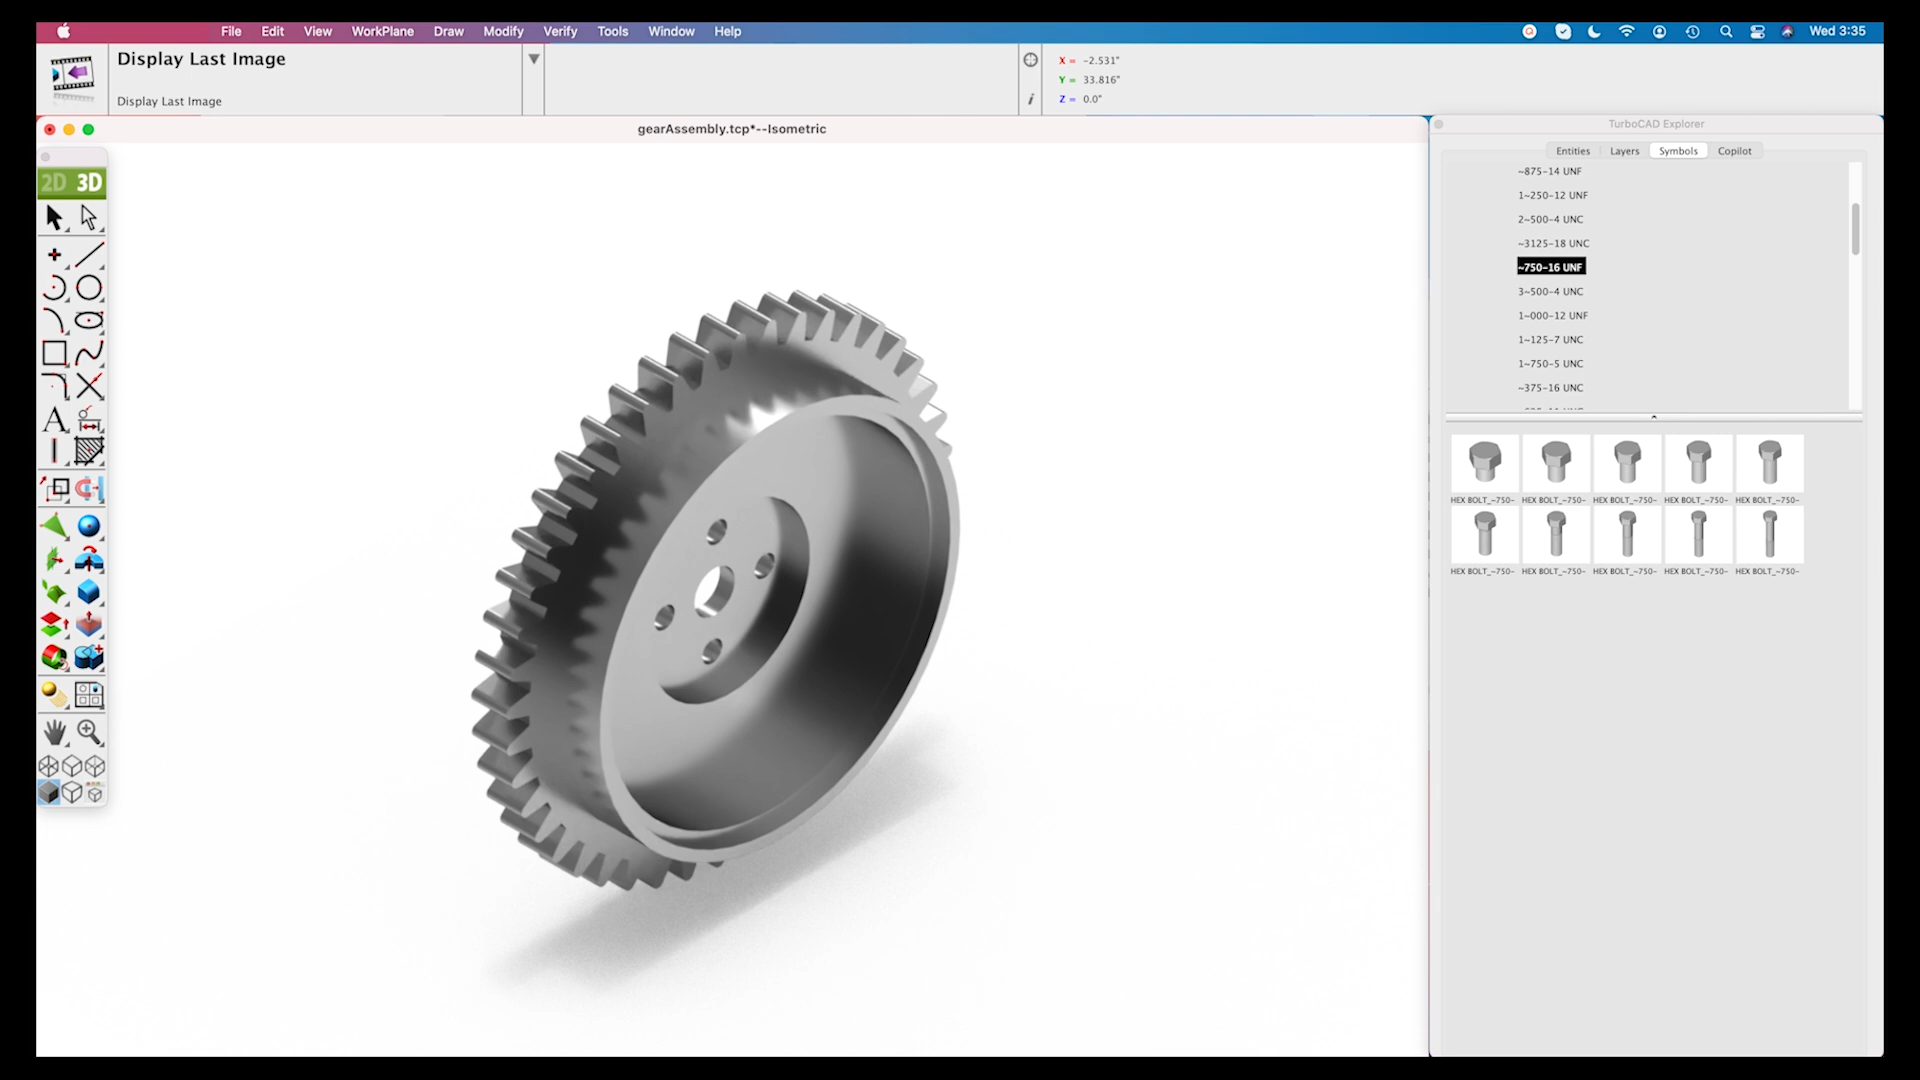 File Edit View WorkPlane Draw Modify Verify Tools Window Help Wed 3:35
Display Last Image
Display Last Image
X = -2.531"
Y = 33.816"
Z = 0.0"
gearAssembly.tcp*--Isometric
TurboCAD Explorer
Entities Layers Symbols Copilot
2D 3D
~875-14 UNF
1~250-12 UNF
2~500-4 UNC
~3125-18 UNC
~750-16 UNF
3~500-4 UNC
1~000-12 UNF
1~125-7 UNC
1~750-5 UNC
~375-16 UNC
HEX BOLT_~750- HEX BOLT_~750- HEX BOLT_~750- HEX BOLT_~750- HEX BOLT_~750-
HEX BOLT_~750- HEX BOLT_~750- HEX BOLT_~750- HEX BOLT_~750- HEX BOLT_~750-